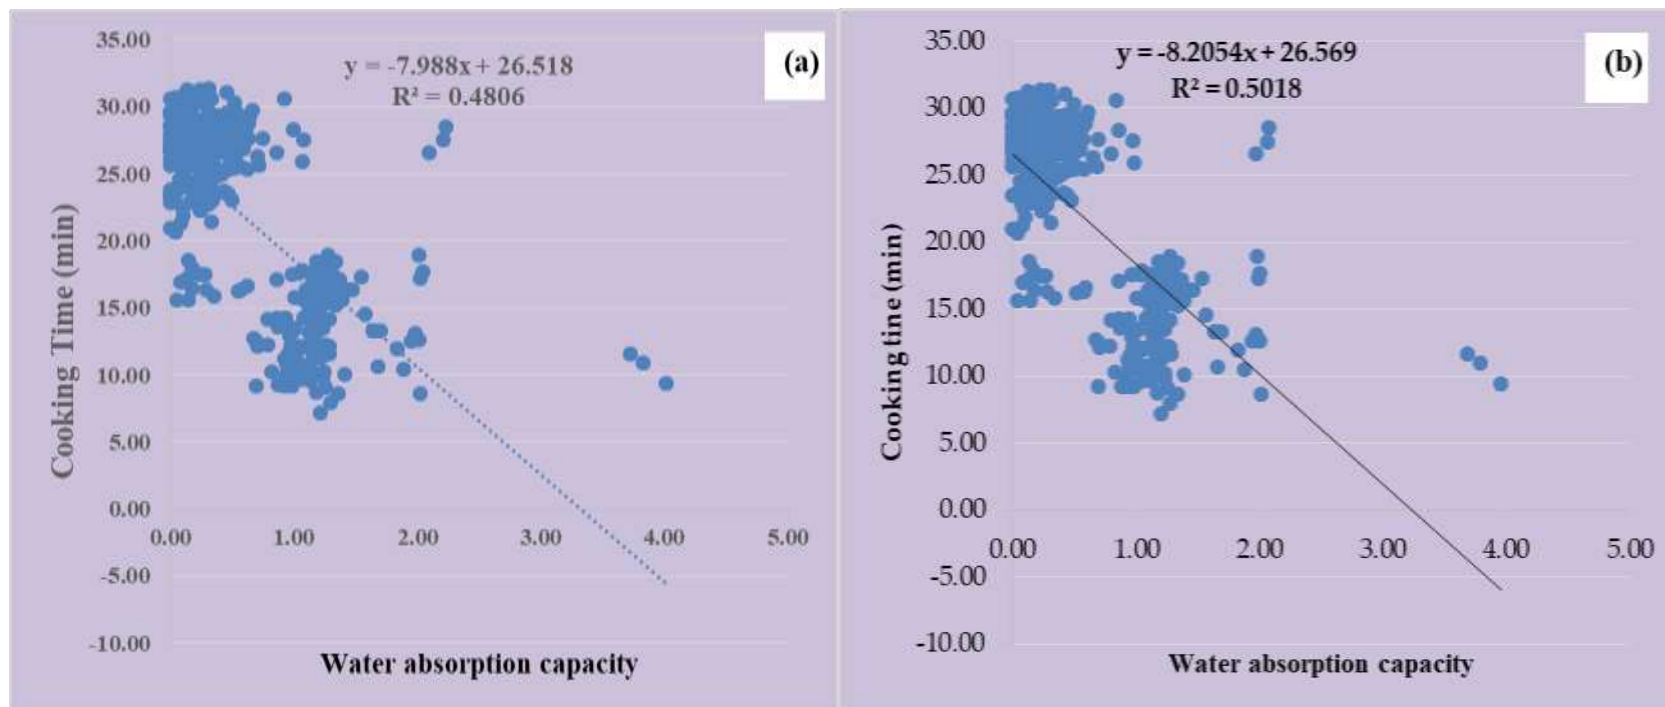 (a)
y = -7.988x + 26.518
R² = 0.4806
35.00
30.00
25.00
20.00
15.00
10.00
5.00
0.00
-5.00
-10.00
Cooking Time (min)
0.00 1.00 2.00 3.00 4.00 5.00
Water absorption capacity
(b)
y = -8.2054x + 26.569
R² = 0.5018
35.00
30.00
25.00
20.00
15.00
10.00
5.00
0.00
-5.00
-10.00
Cooking tine (min)
0.00 1.00 2.00 3.00 4.00 5.00
Water absorption capacity